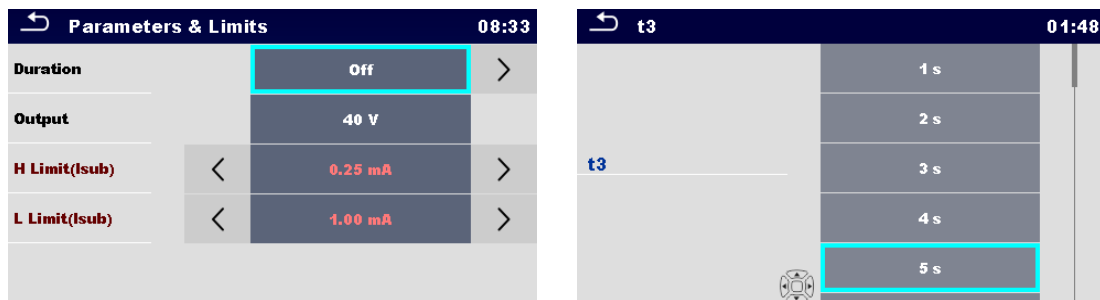 Parameters & Limits 08:33
Duration Off
Output 40 V
H Limit(Isub) 0.25 mA
L Limit(Isub) 1.00 mA
t3 01:48
1 s
2 s
t3 3 s
4 s
5 s